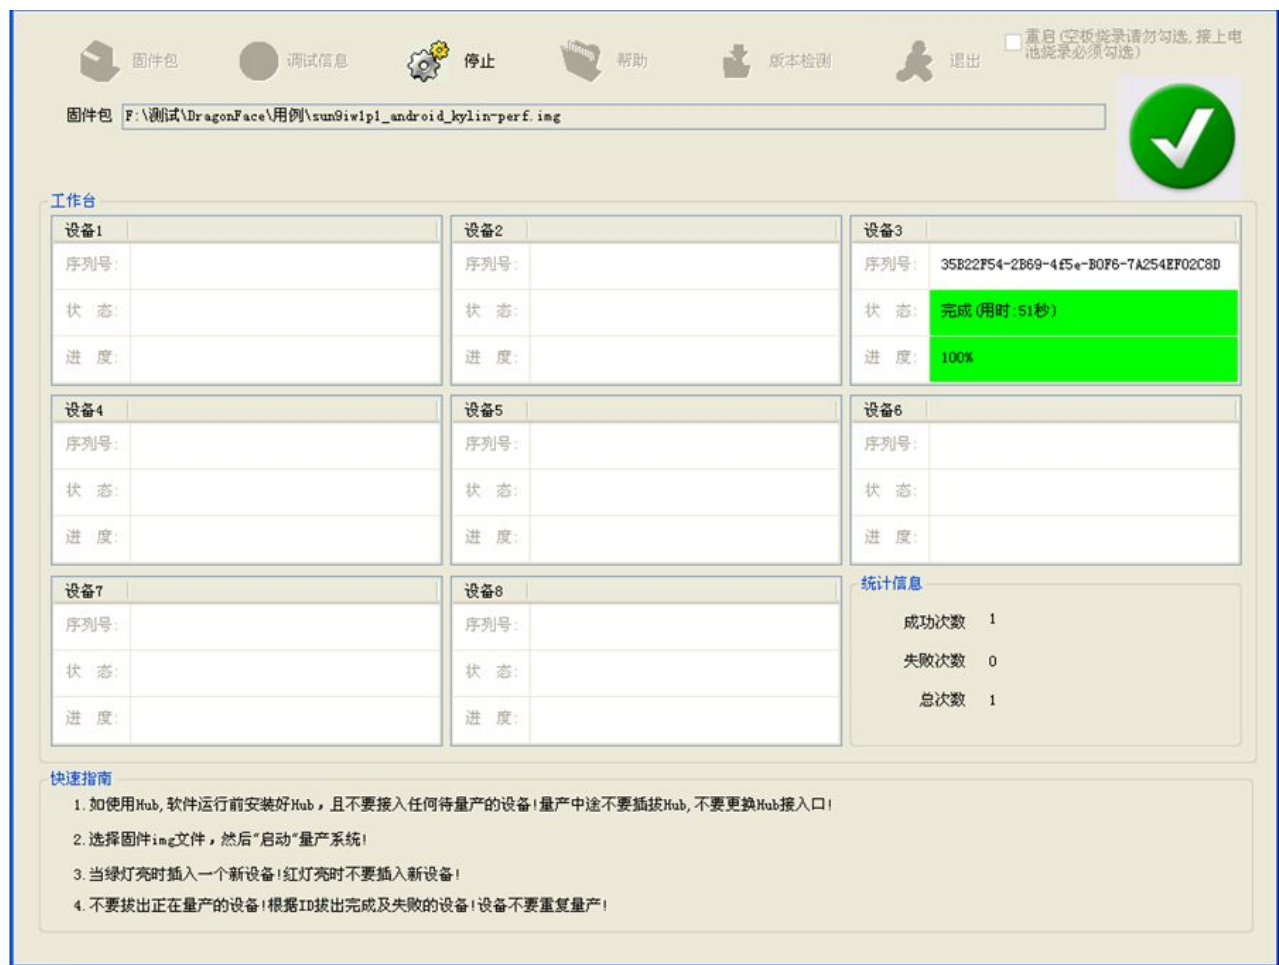 固件包 调试信息 停止 帮助 版本检测 退出 重启(空板烧录请勿勾选,接上电
池烧录必须勾选)
固件包 F:\测试\DragonFace\用例\sun9iw1p1_android_kylin-perf.img
工作台
设备1 设备2 设备3
序列号: 序列号: 序列号: 35B22F54-2B69-4f5e-B0F6-7A254EF02C8D
状 态: 状 态: 状 态: 完成(用时:51秒)
进 度: 进 度: 进 度: 100%
设备4 设备5 设备6
序列号: 序列号: 序列号:
状 态: 状 态: 状 态:
进 度: 进 度: 进 度:
设备7 设备8 统计信息
序列号: 序列号: 成功次数 1
状 态: 状 态: 失败次数 0
进 度: 进 度: 总次数 1
快速指南
1.如使用Hub,软件运行前安装好Hub，且不要接入任何待量产的设备!量产中途不要插拔Hub,不要更换Hub接入口!
2.选择固件img文件，然后"启动"量产系统!
3.当绿灯亮时插入一个新设备!红灯亮时不要插入新设备!
4.不要拔出正在量产的设备!根据ID拔出完成及失败的设备!设备不要重复量产!